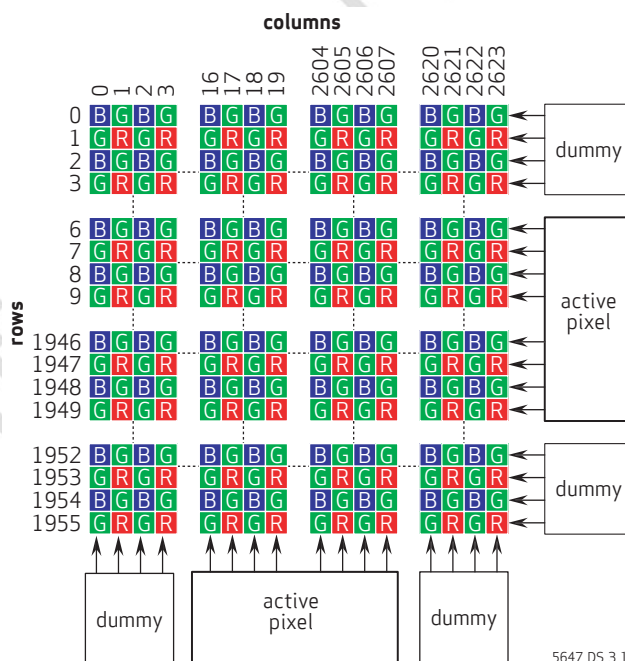 columns
0 1 2 3 16 17 18 19 2604 2605 2606 2607 2620 2621 2622 2623
0 B G B G B G B G B G B G B G B G
1 G R G R G R G R G R G R G R G R
2 B G B G B G B G B G B G B G B G
3 G R G R G R G R G R G R G R G R
dummy
6 B G B G B G B G B G B G B G B G
7 G R G R G R G R G R G R G R G R
8 B G B G B G B G B G B G B G B G
9 G R G R G R G R G R G R G R G R
active
pixel
rows
1946 B G B G B G B G B G B G B G B G
1947 G R G R G R G R G R G R G R G R
1948 B G B G B G B G B G B G B G B G
1949 G R G R G R G R G R G R G R G R
1952 B G B G B G B G B G B G B G B G
1953 G R G R G R G R G R G R G R G R
1954 B G B G B G B G B G B G B G B G
1955 G R G R G R G R G R G R G R G R
dummy
dummy
active
pixel
dummy
5647 DS 3 1